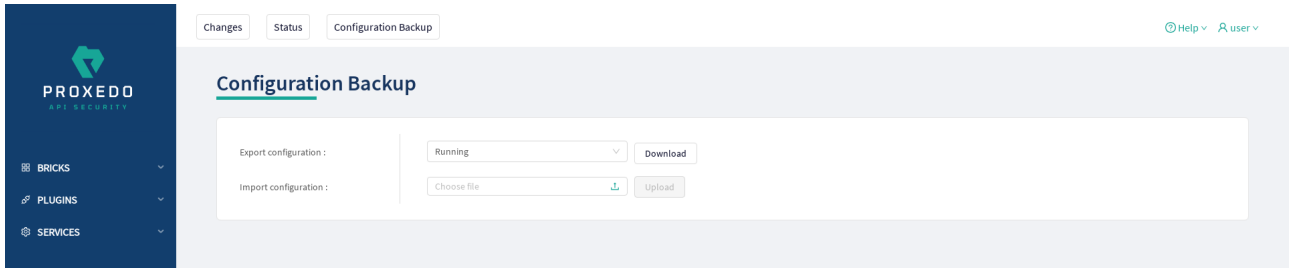 Changes Status Configuration Backup Help user
PROXEDO
API SECURITY
BRICKS
PLUGINS
SERVICES
Configuration Backup
Export configuration : Running Download
Import configuration : Choose file Upload